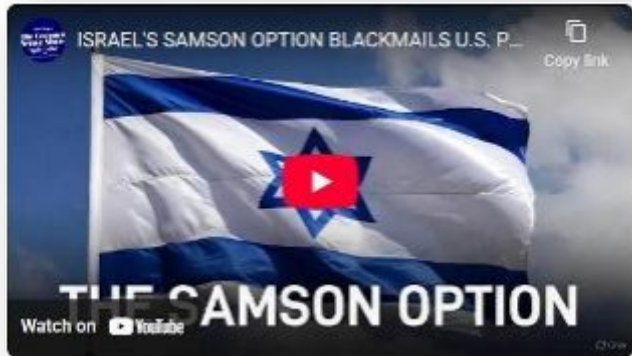 ISRAEL'S SAMSON OPTION BLACKMAILS U.S. P...
Copy link
THE SAMSON OPTION
Watch on YouTube